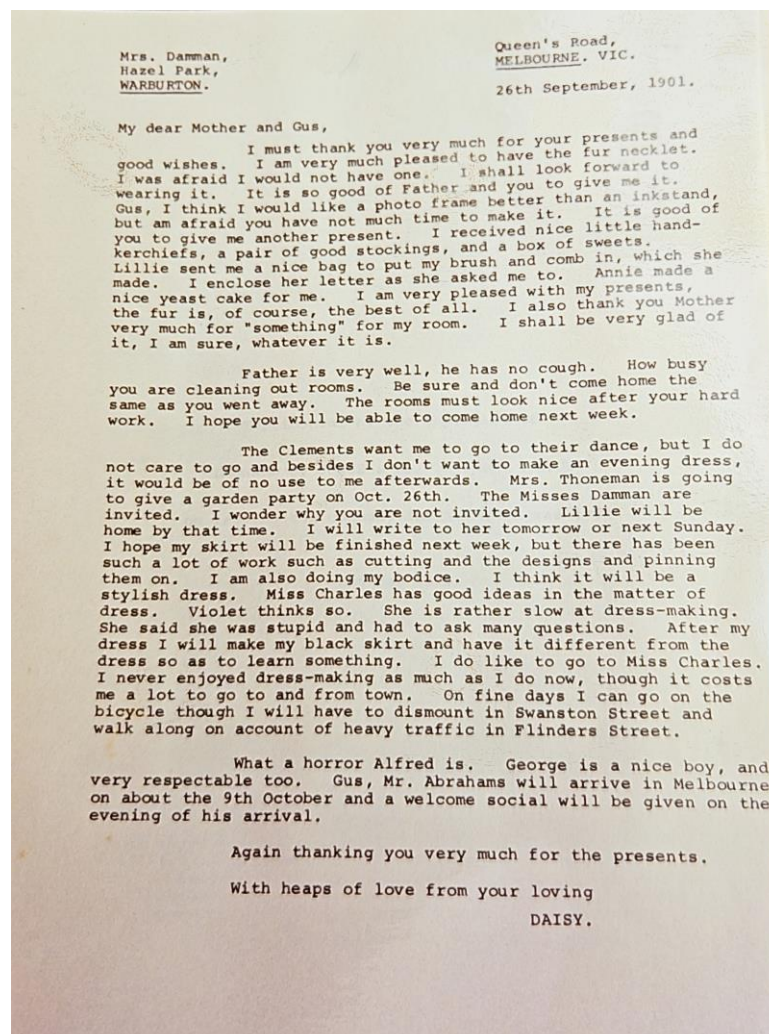 Mrs. Damman,
Hazel Park,
WARBURTON.
Queen's Road,
MELBOURNE. VIC.
26th September, 1901.
My dear Mother and Gus,
I must thank you very much for your presents and
good wishes. I am very much pleased to have the fur necklet.
I was afraid I would not have one. I shall look forward to
wearing it. It is so good of Father and you to give me it.
Gus, I think I would like a photo frame better than an inkstand,
but am afraid you have not much time to make it. It is good of
you to give me another present. I received nice little hand-
kerchiefs, a pair of good stockings, and a box of sweets.
Lillie sent me a nice bag to put my brush and comb in, which she
made. I enclose her letter as she asked me to. Annie made a
nice yeast cake for me. I am very pleased with my presents,
the fur is, of course, the best of all. I also thank you Mother
very much for "something" for my room. I shall be very glad of
it, I am sure, whatever it is.
Father is very well, he has no cough. How busy
you are cleaning out rooms. Be sure and don't come home the
same as you went away. The rooms must look nice after your hard
work. I hope you will be able to come home next week.
The Clements want me to go to their dance, but I do
not care to go and besides I don't want to make an evening dress,
it would be of no use to me afterwards. Mrs. Thoneman is going
to give a garden party on Oct. 26th. The Misses Damman are
invited. I wonder why you are not invited. Lillie will be
home by that time. I will write to her tomorrow or next Sunday.
I hope my skirt will be finished next week, but there has been
such a lot of work such as cutting and the designs and pinning
them on. I am also doing my bodice. I think it will be a
stylish dress. Miss Charles has good ideas in the matter of
dress. Violet thinks so. She is rather slow at dress-making.
She said she was stupid and had to ask many questions. After my
dress I will make my black skirt and have it different from the
dress so as to learn something. I do like to go to Miss Charles.
I never enjoyed dress-making as much as I do now, though it costs
me a lot to go to and from town. On fine days I can go on the
bicycle though I will have to dismount in Swanston Street and
walk along on account of heavy traffic in Flinders Street.
What a horror Alfred is. George is a nice boy, and
very respectable too. Gus, Mr. Abrahams will arrive in Melbourne
on about the 9th October and a welcome social will be given on the
evening of his arrival.
Again thanking you very much for the presents.
With heaps of love from your loving
DAISY.